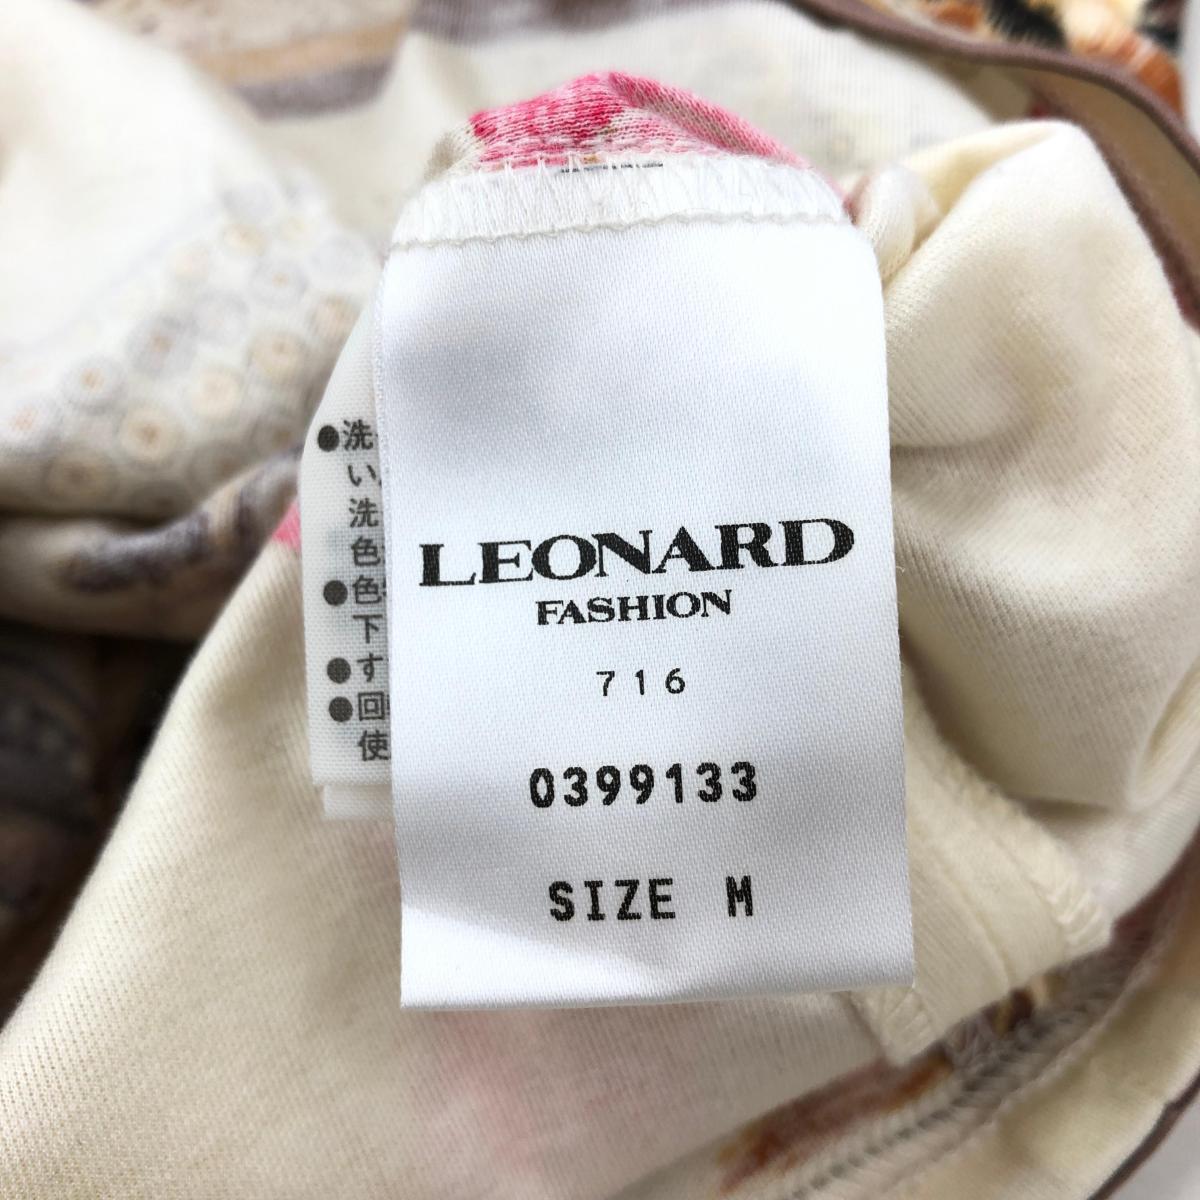 LEONARD
FASHION
716
0399133
SIZE M
●洗
い
洗
色
●色
下
●す
●回
使